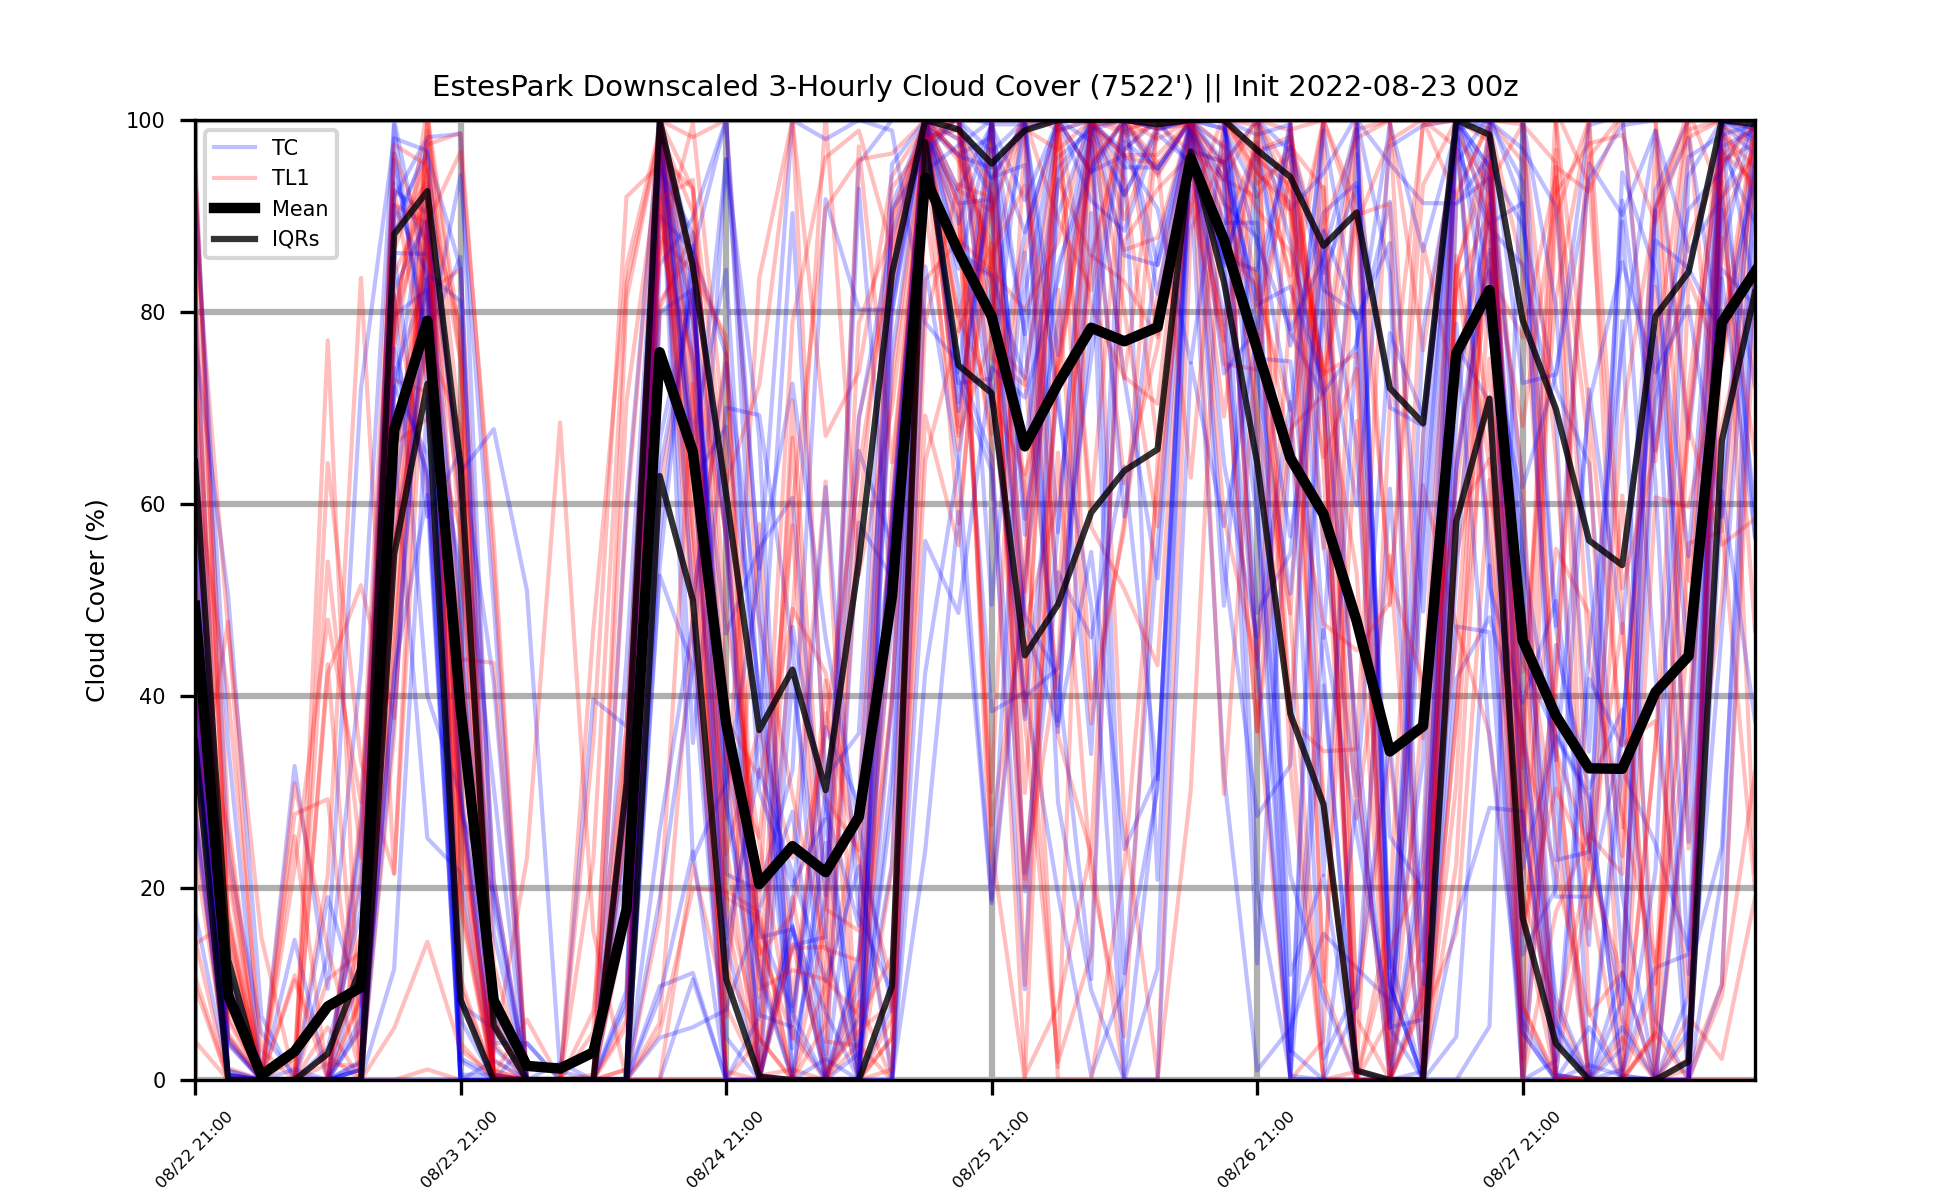 EstesPark Downscaled 3-Hourly Cloud Cover (7522') || Init 2022-08-23 00z
100
80
60
40
20
0
Cloud Cover (%)
TC
TL1
Mean
IQRs
08/22 21:00
08/23 21:00
08/24 21:00
08/25 21:00
08/26 21:00
08/27 21:00